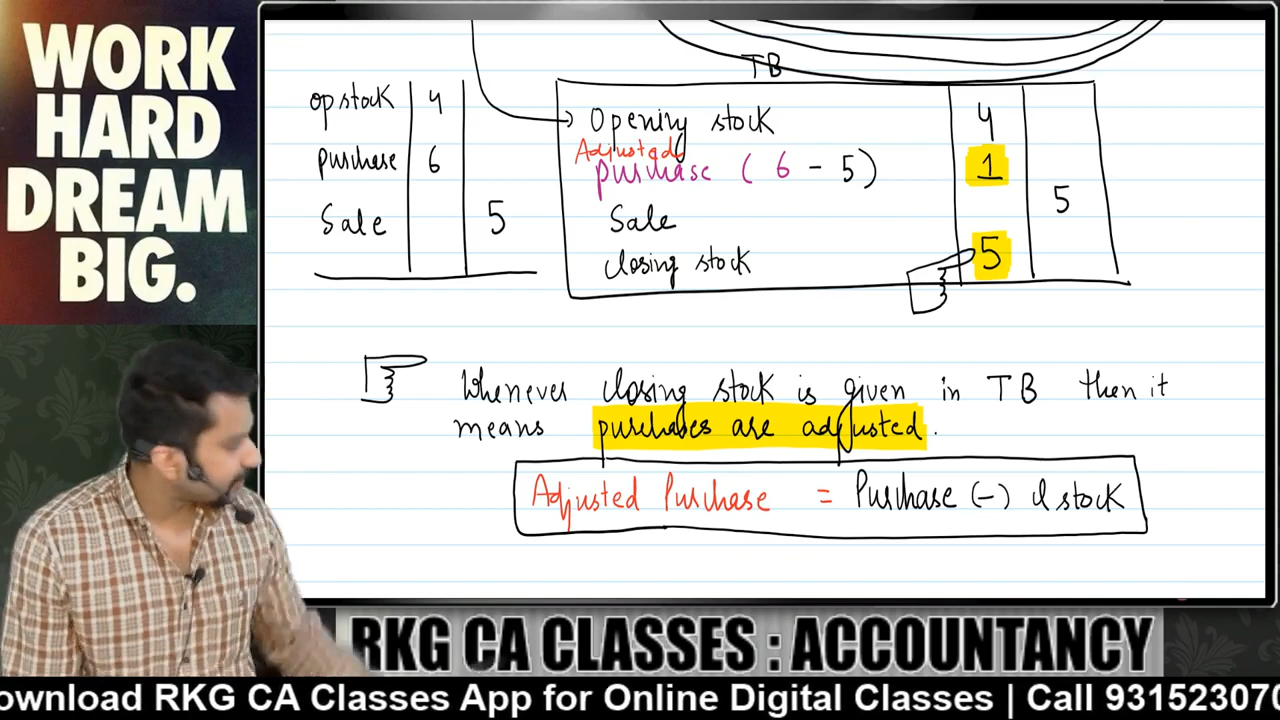 WORK
HARD
DREAM
BIG.
TB
op stock 4
purchase 6
Sale 5
Opening stock 4
Adjusted
purchase ( 6 - 5 ) 1
Sale 5
closing stock 5
Whenever closing stock is given in TB then it
means purchases are adjusted.
Adjusted Purchase = Purchase (-) cl stock
RKG CA CLASSES : ACCOUNTANCY
ownload RKG CA Classes App for Online Digital Classes | Call 931523070